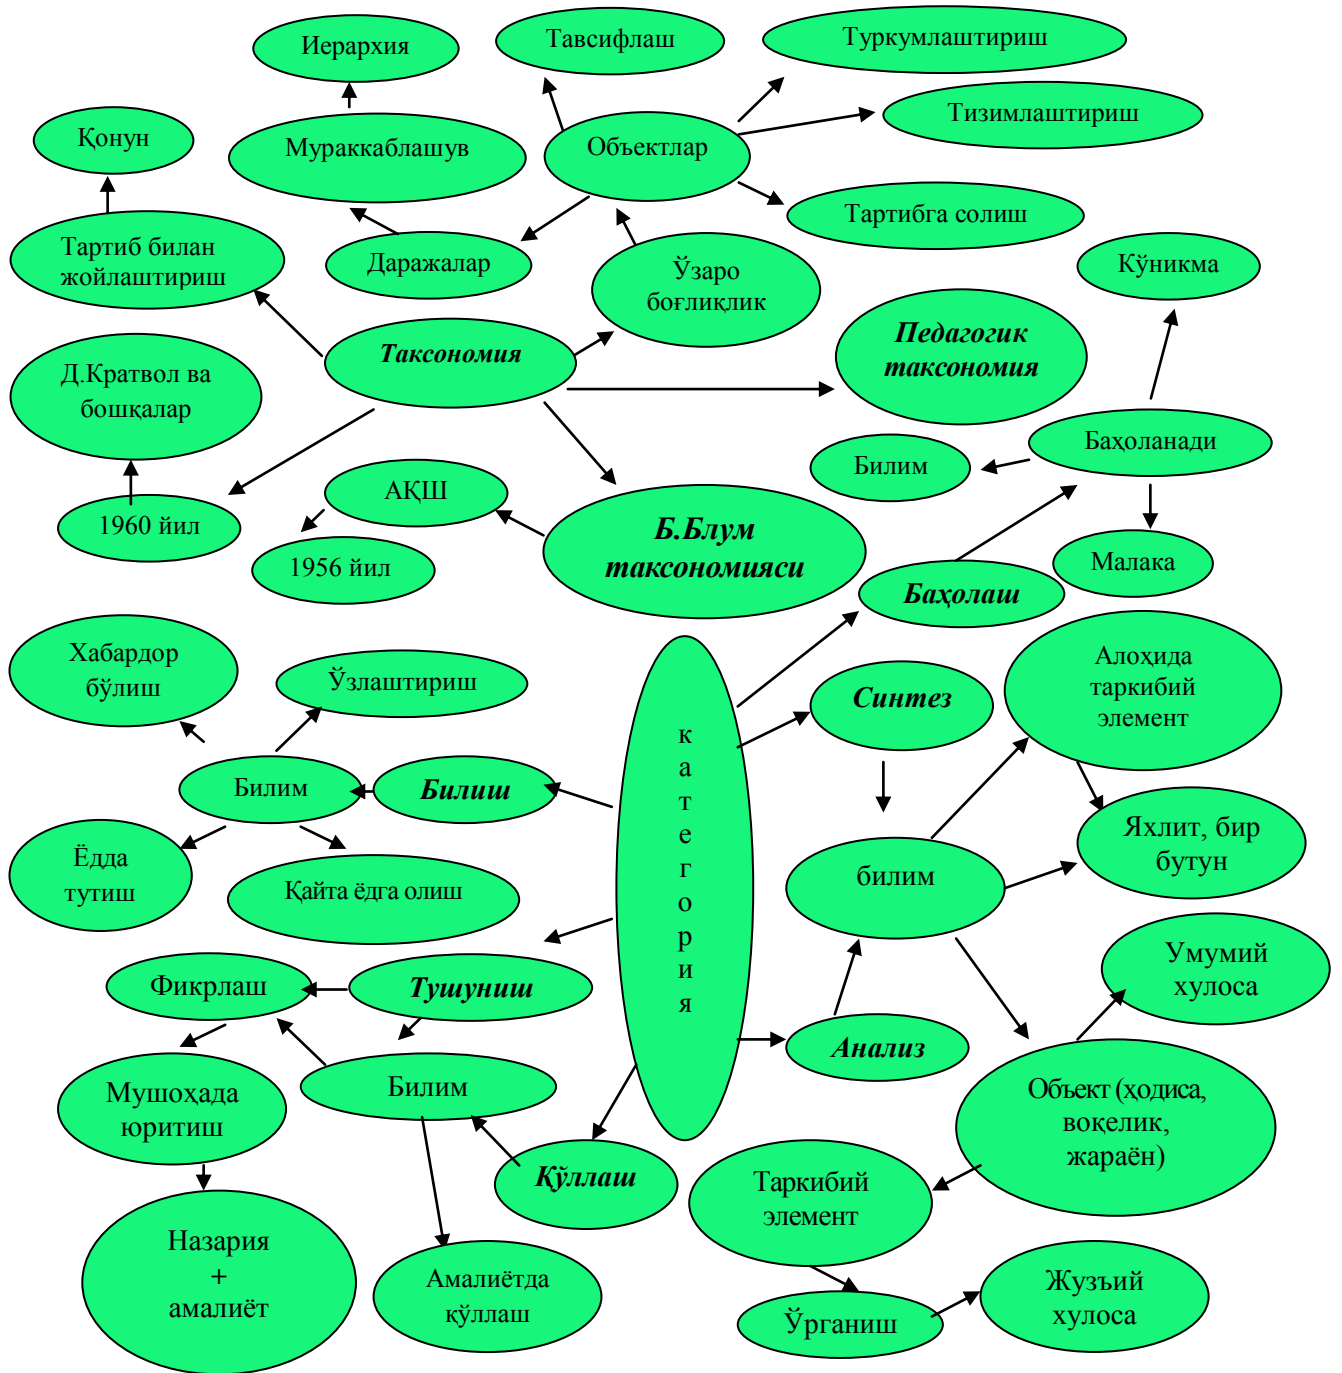 Иерархия
Тавсифлаш
Туркумлаштириш
Тизимлаштириш
Қонун
Мураккаблашув
Объектлар
Тартибга солиш
Тартиб билан
жойлаштириш
Даражалар
Ўзаро
боғлиқлик
Кўникма
Таксономия
Педагогик
таксономия
Д.Кратвол ва
бошқалар
Баҳоланади
Билим
АҚШ
1960 йил
Б.Блум
таксономияси
1956 йил
Малака
Баҳолаш
Хабардор
бўлиш
Ўзлаштириш
Синтез
Алоҳида
таркибий
элемент
к
а
т
е
г
о
р
и
я
Билим
Билиш
Яхлит, бир
бутун
Ёдда
тутиш
Қайта ёдга олиш
билим
Умумий
хулоса
Фикрлаш
Тушуниш
Анализ
Мушоҳада
юритиш
Билим
Объект (ҳодиса,
воқелик,
жараён)
Қўллаш
Таркибий
элемент
Назария
+
амалиёт
Амалиётда
қўллаш
Ўрганиш
Жузъий
хулоса